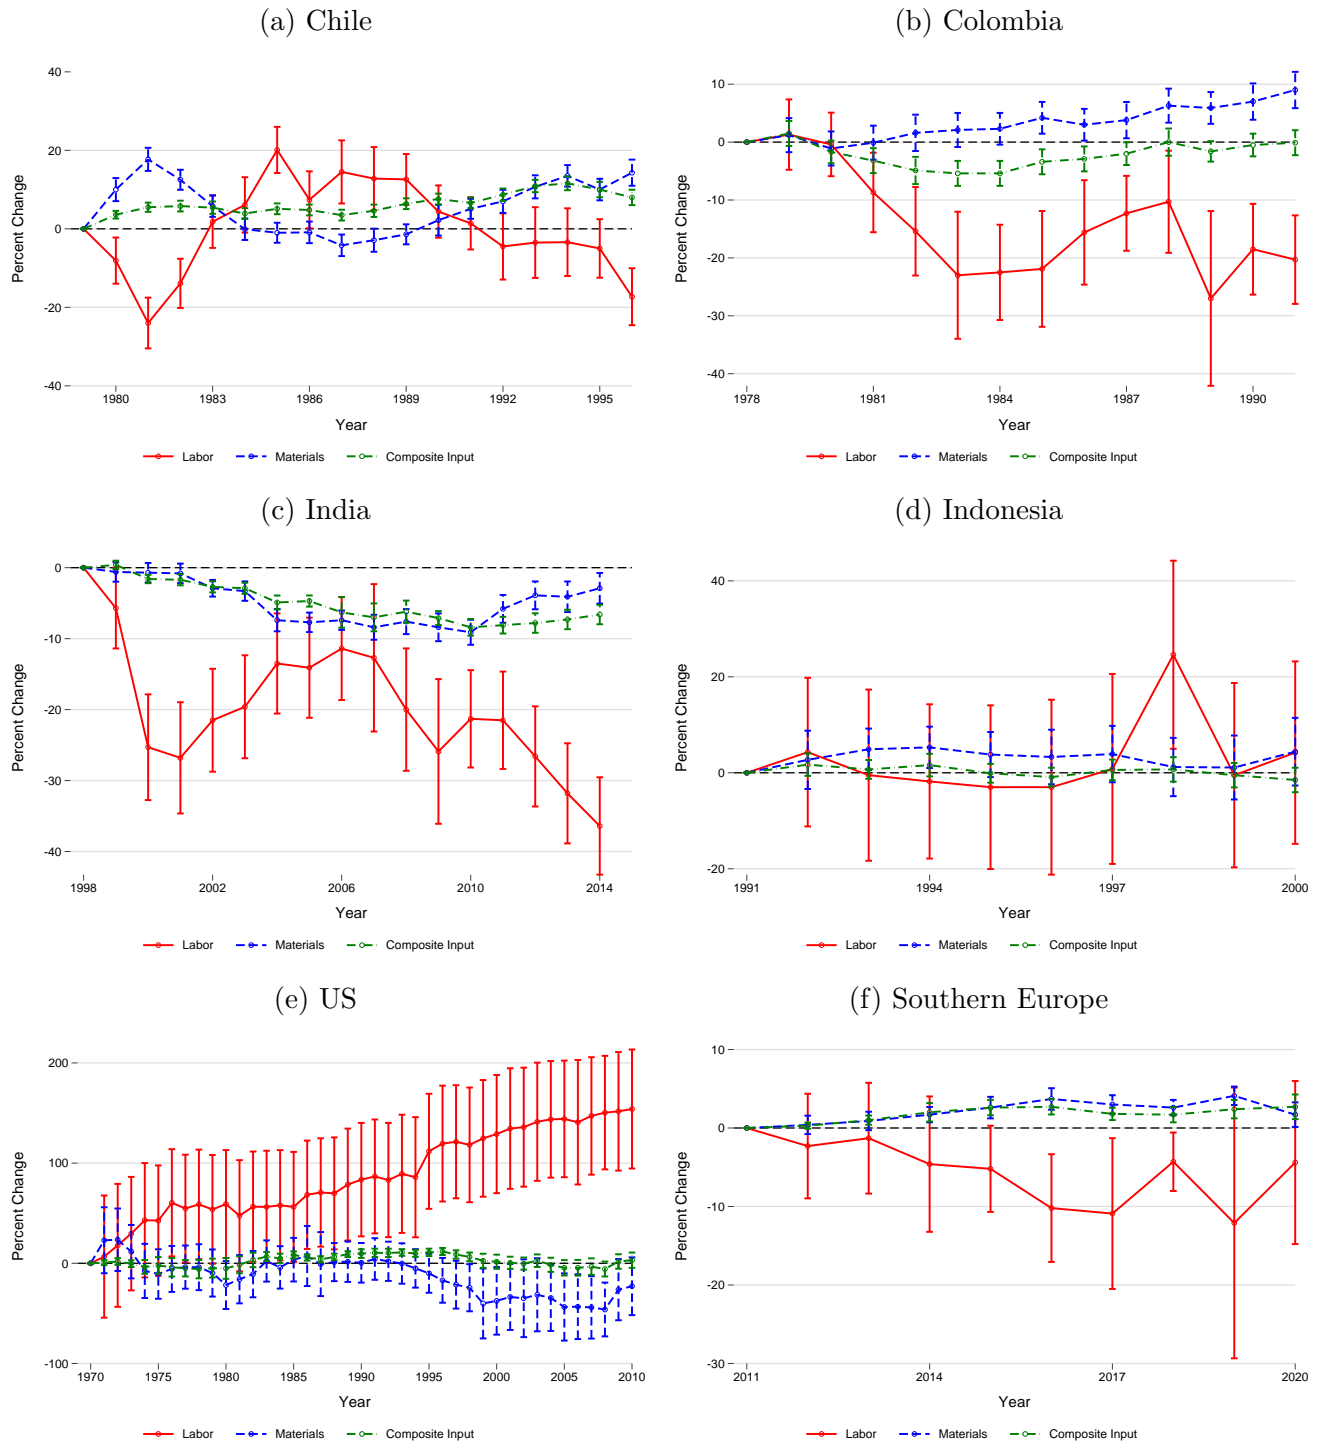 (a) Chile
40
20
0
-20
-40
Percent Change
1980 1983 1986 1989 1992 1995
Year
Labor Materials Composite Input
(b) Colombia
10
0
-10
-20
-30
-40
Percent Change
1978 1981 1984 1987 1990
Year
Labor Materials Composite Input
(c) India
0
-10
-20
-30
-40
Percent Change
1998 2002 2006 2010 2014
Year
Labor Materials Composite Input
(d) Indonesia
40
20
0
-20
Percent Change
1991 1994 1997 2000
Year
Labor Materials Composite Input
(e) US
200
100
0
-100
Percent Change
1970 1975 1980 1985 1990 1995 2000 2005 2010
Year
Labor Materials Composite Input
(f) Southern Europe
10
0
-10
-20
-30
Percent Change
2011 2014 2017 2020
Year
Labor Materials Composite Input